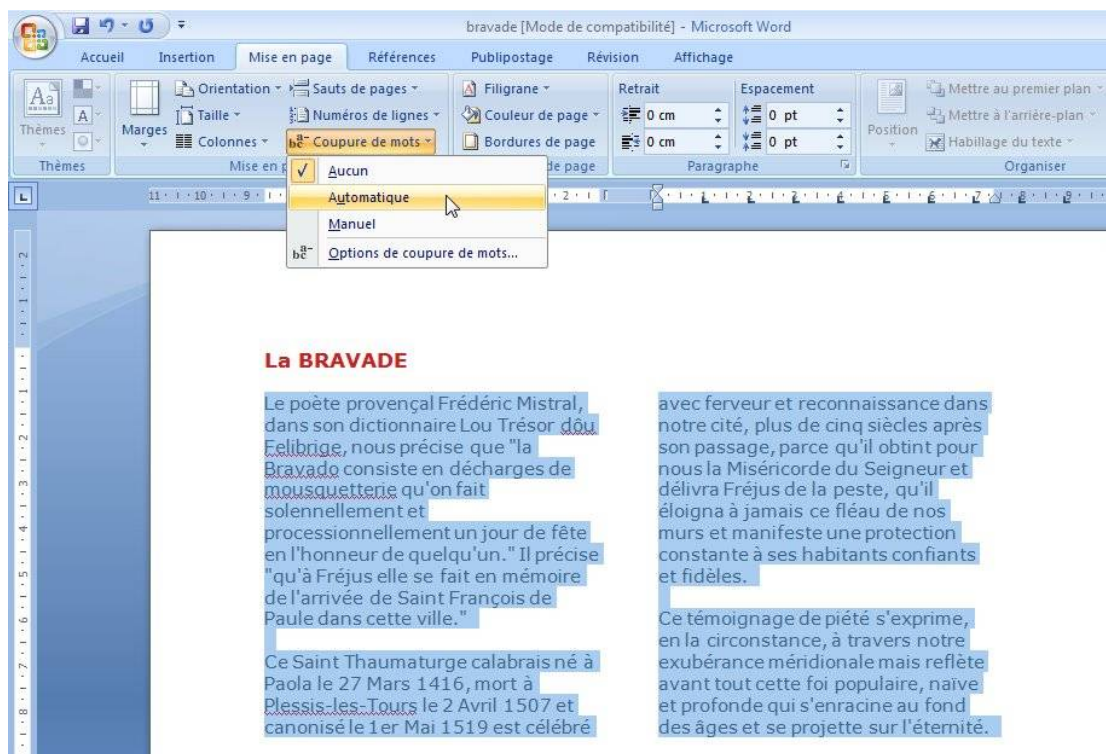 bravade [Mode de compatibilité] - Microsoft Word
Accueil Insertion Mise en page Références Publipostage Révision Affichage
Orientation Sauts de pages Filigrane Retrait Espacement Mettre au premier plan
Taille Numéros de lignes Couleur de page 0 cm 0 pt Mettre à l'arrière-plan
Thèmes Marges Colonnes Coupure de mots Bordures de page 0 cm 0 pt Position Habillage du texte
Thèmes Mise en p de page Paragraphe Organiser
Aucun
Automatique
Manuel
Options de coupure de mots...
La BRAVADE
Le poète provençal Frédéric Mistral,
dans son dictionnaire Lou Trésor dôu
Felibrige, nous précise que "la
Bravado consiste en décharges de
mousquetterie qu'on fait
solennellement et
processionnellement un jour de fête
en l'honneur de quelqu'un." Il précise
"qu'à Fréjus elle se fait en mémoire
de l'arrivée de Saint François de
Paule dans cette ville."
Ce Saint Thaumaturge calabrais né à
Paola le 27 Mars 1416, mort à
Plessis-les-Tours le 2 Avril 1507 et
canonisé le 1er Mai 1519 est célébré
avec ferveur et reconnaissance dans
notre cité, plus de cinq siècles après
son passage, parce qu'il obtint pour
nous la Miséricorde du Seigneur et
délivra Fréjus de la peste, qu'il
éloigna à jamais ce fléau de nos
murs et manifeste une protection
constante à ses habitants confiants
et fidèles.
Ce témoignage de piété s'exprime,
en la circonstance, à travers notre
exubérance méridionale mais reflète
avant tout cette foi populaire, naïve
et profonde qui s'enracine au fond
des âges et se projette sur l'éternité.